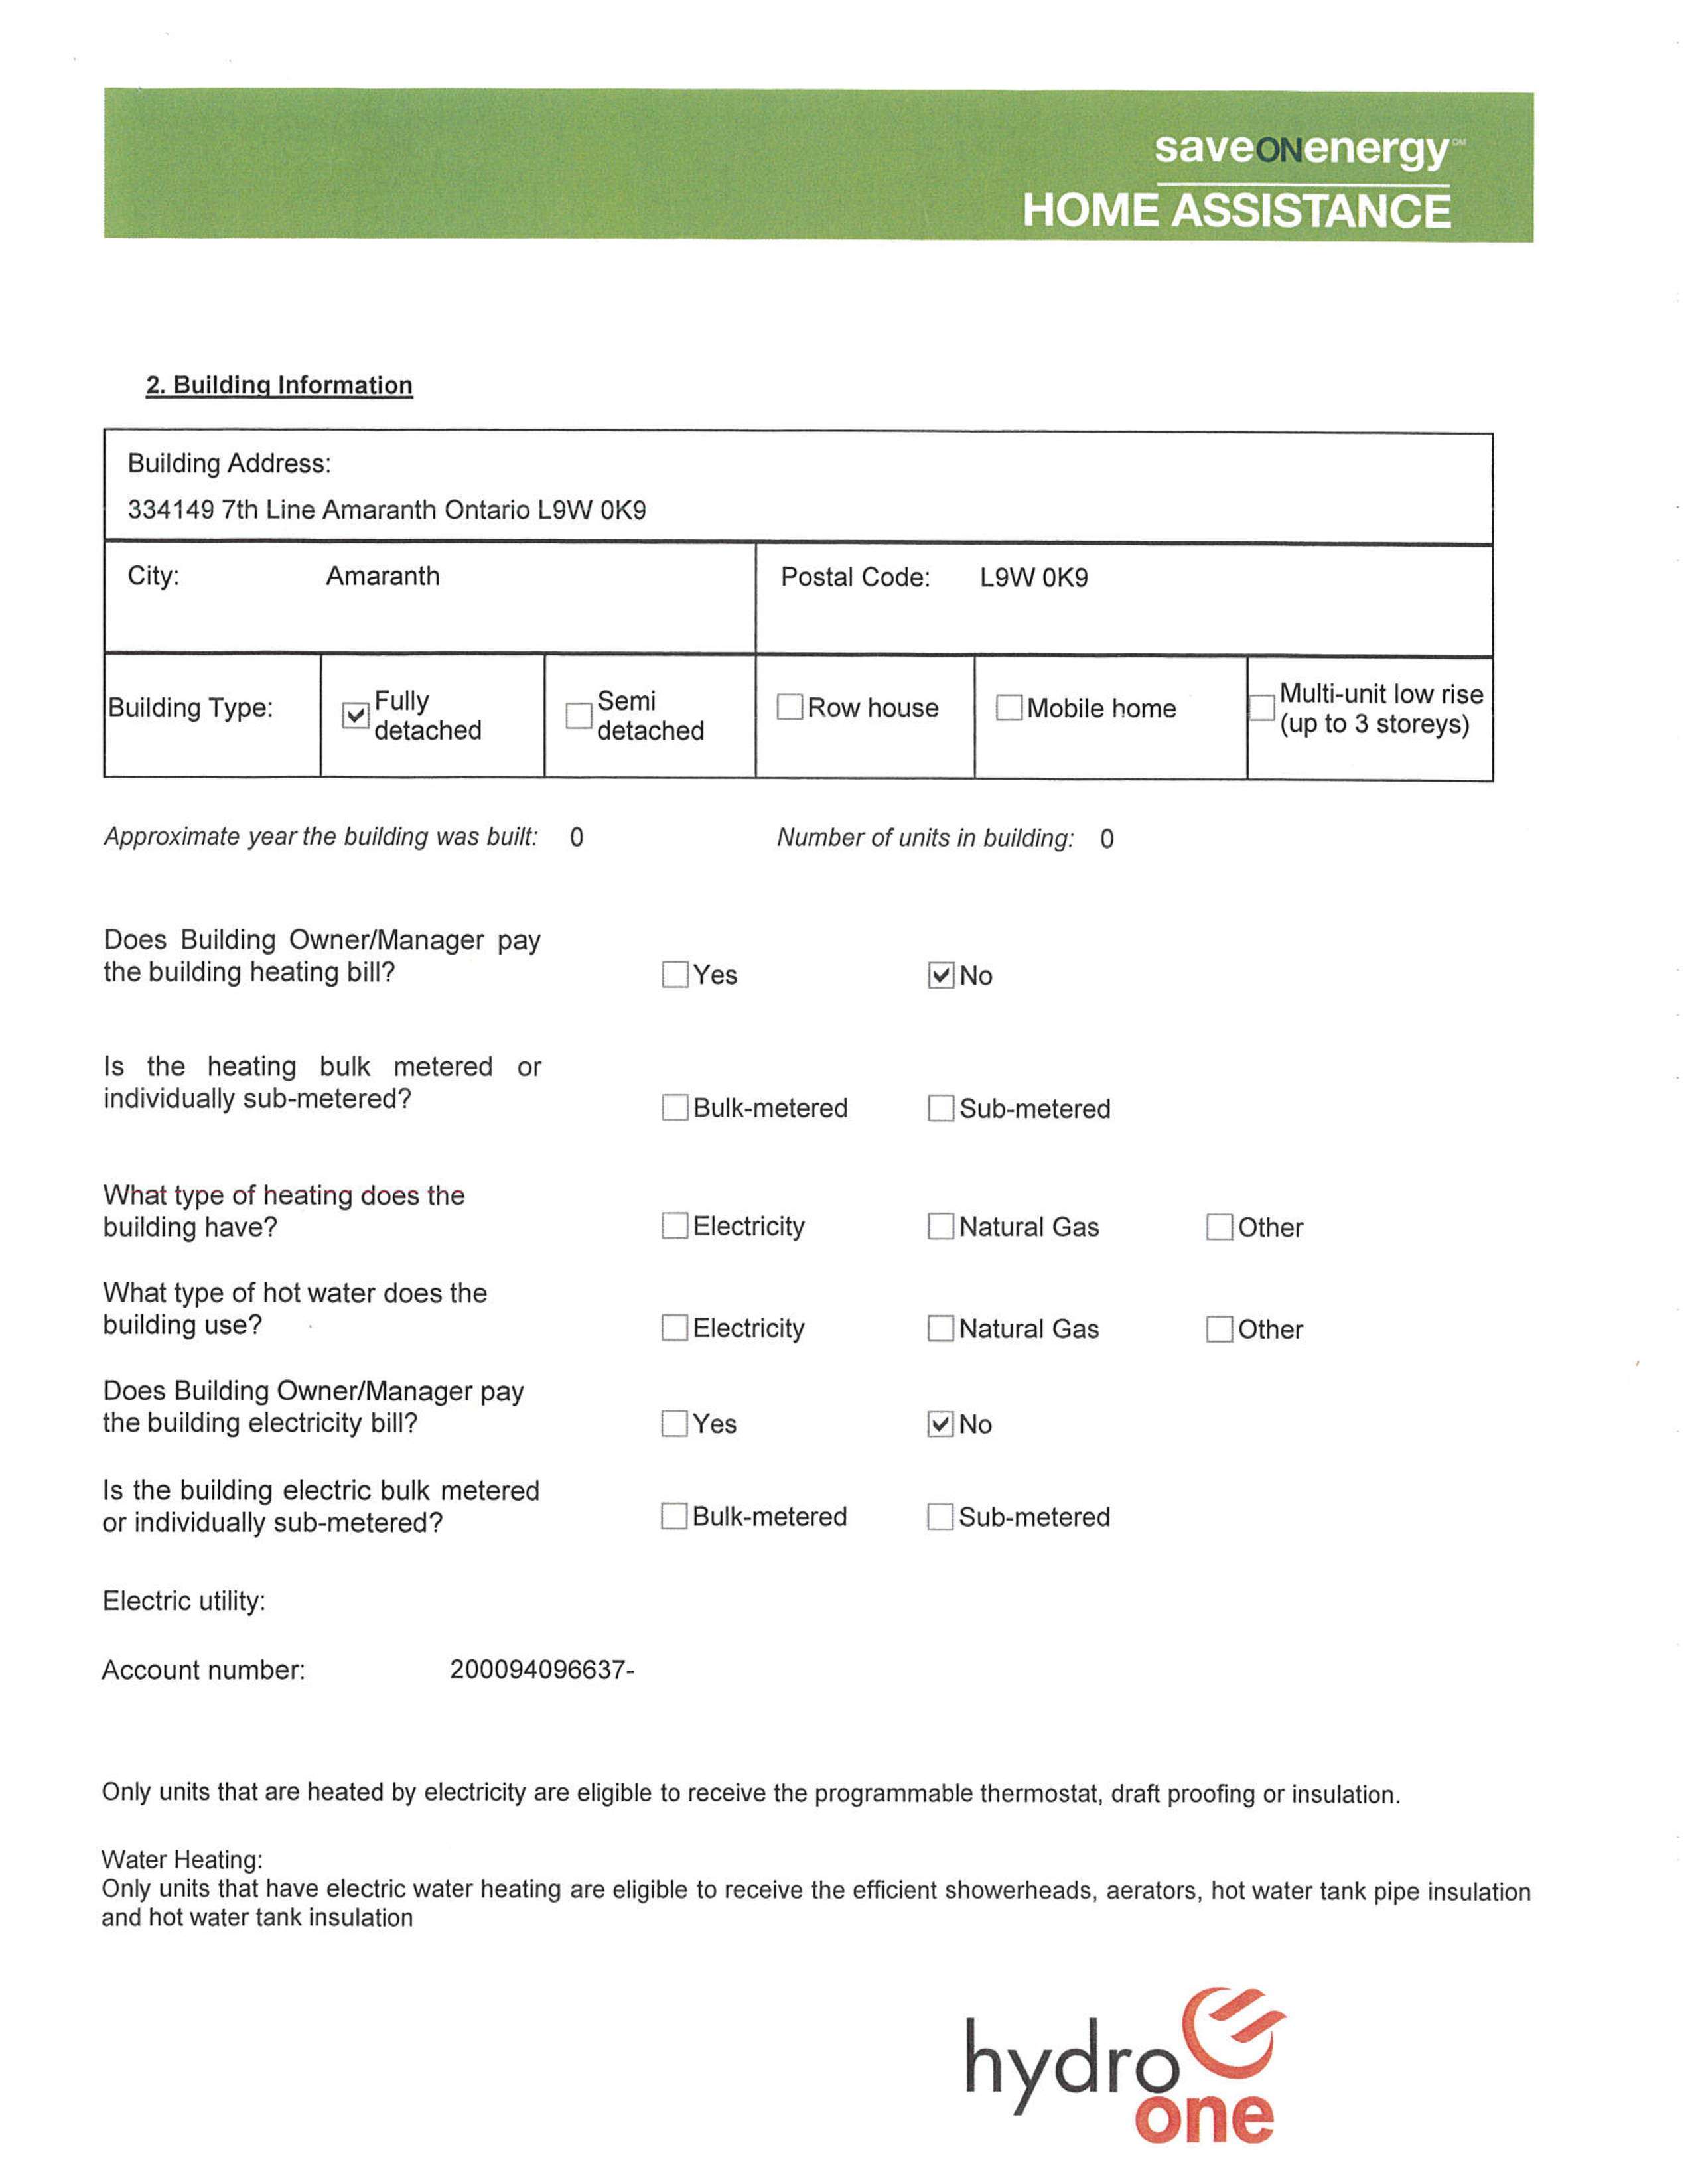 saveONenergy
HOME ASSISTANCE
2. Building Information
Building Address:
334149 7th Line Amaranth Ontario L9W 0K9
City: Amaranth Postal Code: L9W 0K9
Building Type: Fully detached Semi detached Row house Mobile home Multi-unit low rise (up to 3 storeys)
Approximate year the building was built: 0 Number of units in building: 0
Does Building Owner/Manager pay
the building heating bill? Yes No
Is the heating bulk metered or
individually sub-metered? Bulk-metered Sub-metered
What type of heating does the
building have? Electricity Natural Gas Other
What type of hot water does the
building use? Electricity Natural Gas Other
Does Building Owner/Manager pay
the building electricity bill? Yes No
Is the building electric bulk metered
or individually sub-metered? Bulk-metered Sub-metered
Electric utility:
Account number: 200094096637-
Only units that are heated by electricity are eligible to receive the programmable thermostat, draft proofing or insulation.
Water Heating:
Only units that have electric water heating are eligible to receive the efficient showerheads, aerators, hot water tank pipe insulation
and hot water tank insulation
hydro
one